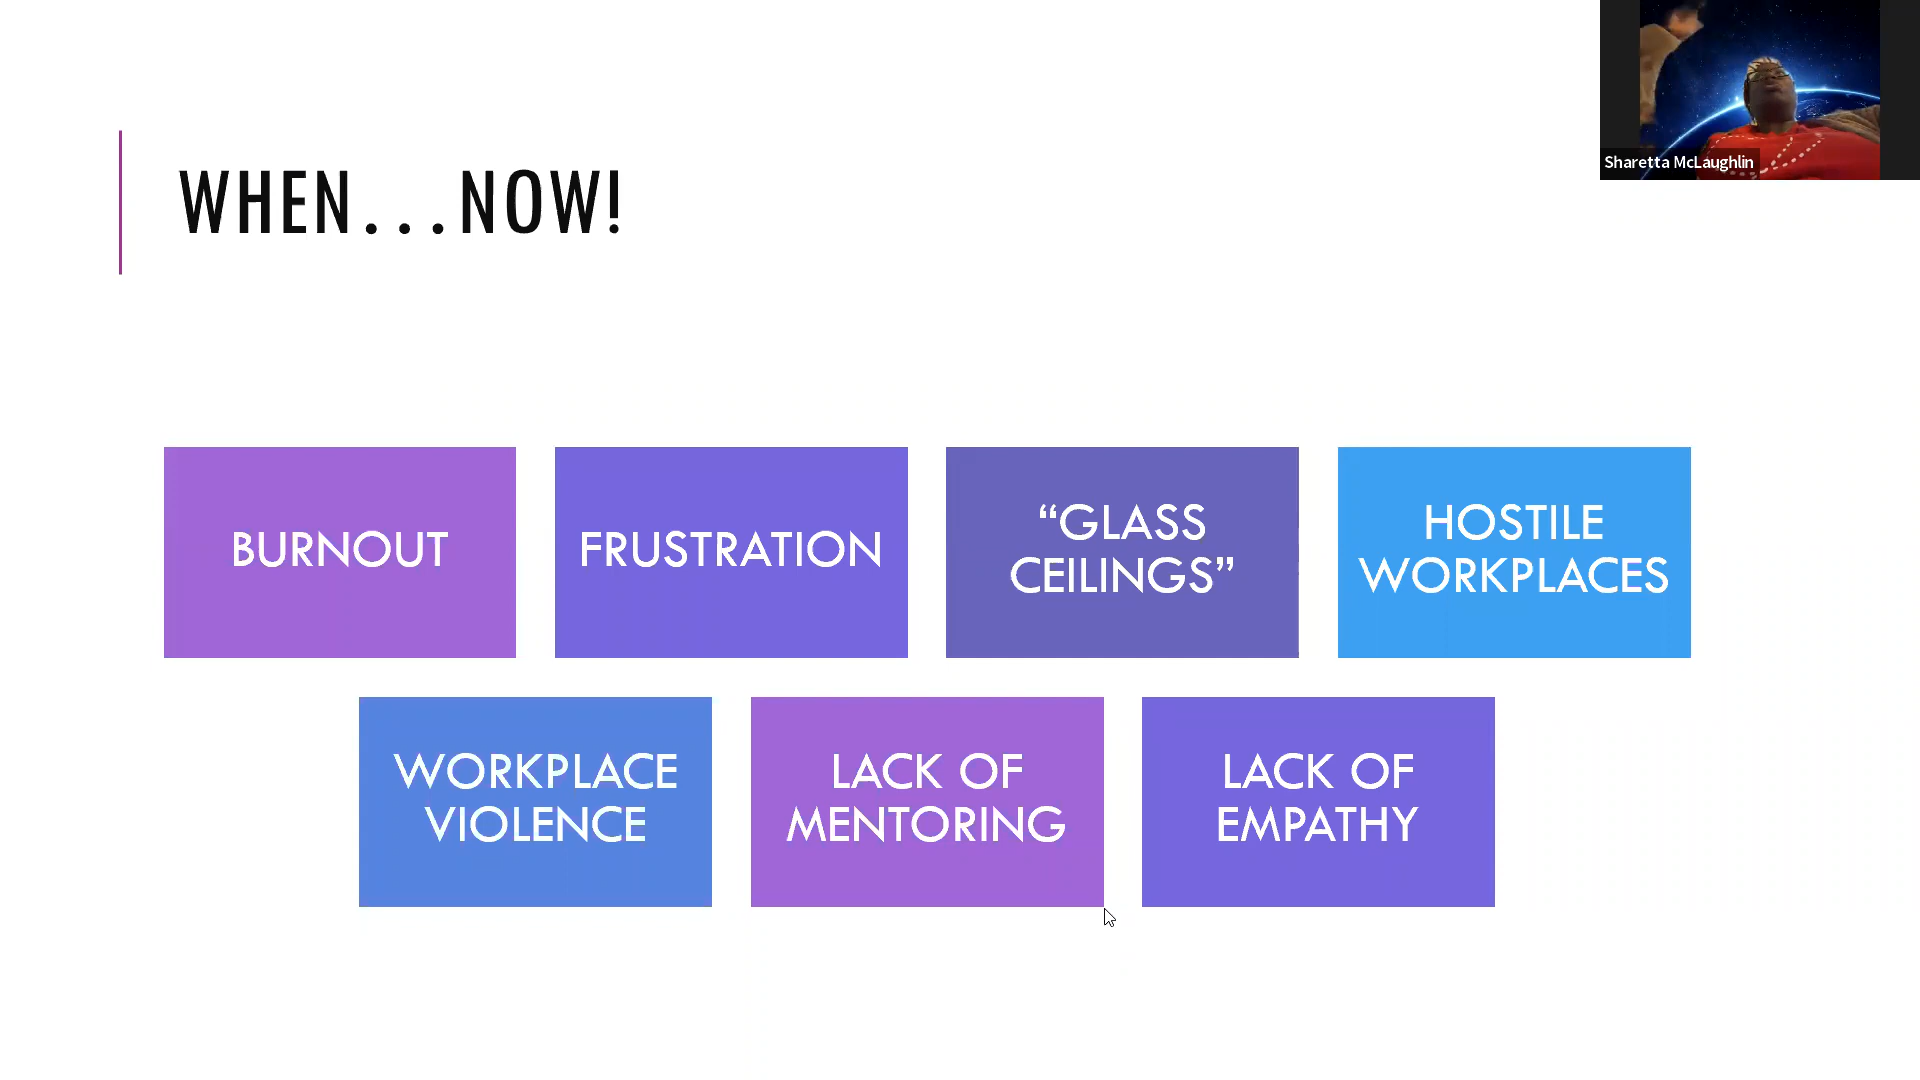 Sharetta McLaughlin
WHEN...NOW!
BURNOUT
FRUSTRATION
“GLASS
CEILINGS”
HOSTILE
WORKPLACES
WORKPLACE
VIOLENCE
LACK OF
MENTORING
LACK OF
EMPATHY